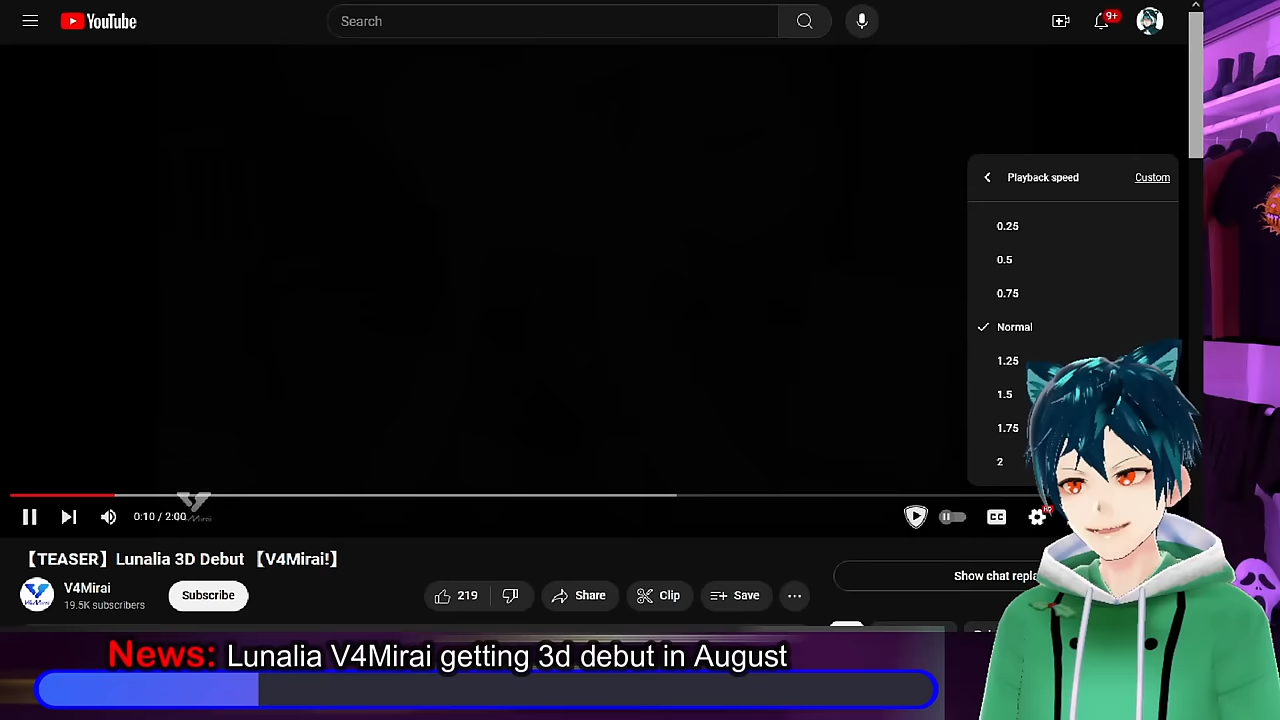 YouTube
Search
9+
Playback speed
Custom
0.25
0.5
0.75
Normal
1.25
1.5
1.75
2
0:10 / 2:00
CC
【TEASER】Lunalia 3D Debut 【V4Mirai!】
V4Mirai
19.5K subscribers
Subscribe
219
Share
Clip
Save
Show chat repla
News: Lunalia V4Mirai getting 3d debut in August